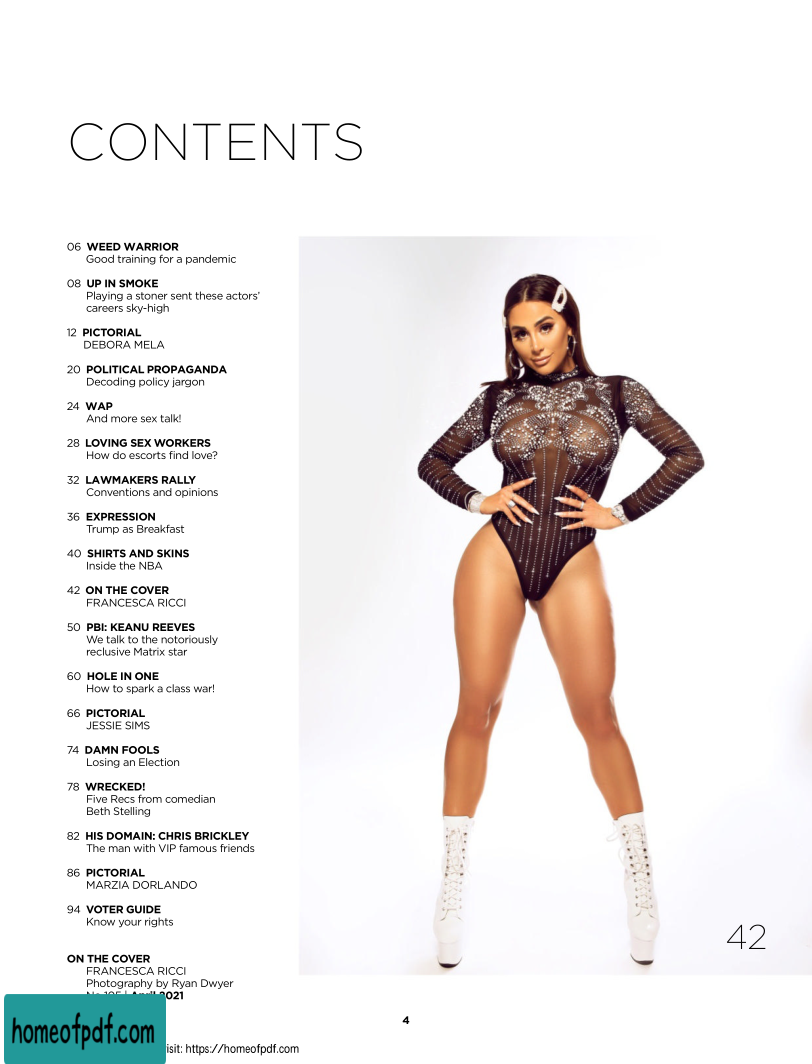 CONTENTS
06 WEED WARRIOR
Good training for a pandemic
08 UP IN SMOKE
Playing a stoner sent these actors’
careers sky-high
12 PICTORIAL
DEBORA MELA
20 POLITICAL PROPAGANDA
Decoding policy jargon
24 WAP
And more sex talk!
28 LOVING SEX WORKERS
How do escorts find love?
32 LAWMAKERS RALLY
Conventions and opinions
36 EXPRESSION
Trump as Breakfast
40 SHIRTS AND SKINS
Inside the NBA
42 ON THE COVER
FRANCESCA RICCI
50 PBI: KEANU REEVES
We talk to the notoriously
reclusive Matrix star
60 HOLE IN ONE
How to spark a class war!
66 PICTORIAL
JESSIE SIMS
74 DAMN FOOLS
Losing an Election
78 WRECKED!
Five Recs from comedian
Beth Stelling
82 HIS DOMAIN: CHRIS BRICKLEY
The man with VIP famous friends
86 PICTORIAL
MARZIA DORLANDO
94 VOTER GUIDE
Know your rights
ON THE COVER
FRANCESCA RICCI
Photography by Ryan Dwyer
2021
42
4
homeofpdf.com
https://homeofpdf.com